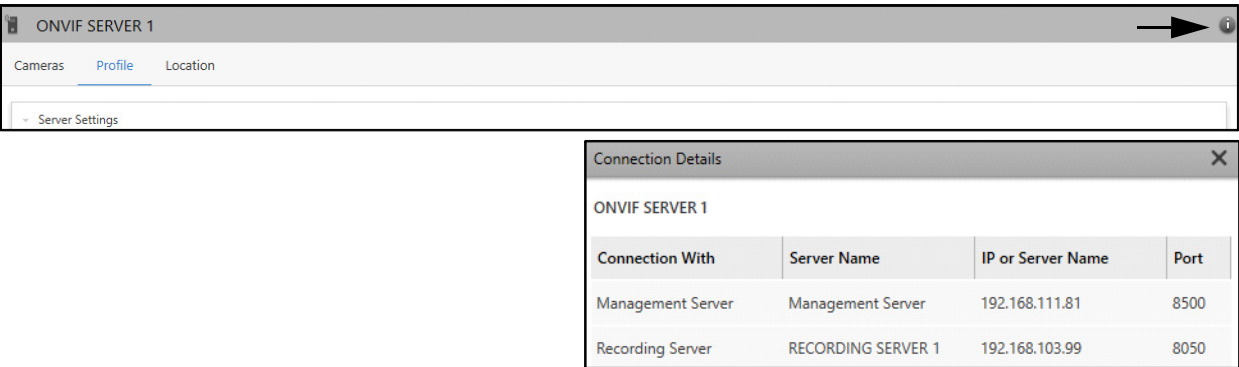 ONVIF SERVER 1
Cameras Profile Location
Server Settings
Connection Details
ONVIF SERVER 1
Connection With Server Name IP or Server Name Port
Management Server Management Server 192.168.111.81 8500
Recording Server RECORDING SERVER 1 192.168.103.99 8050